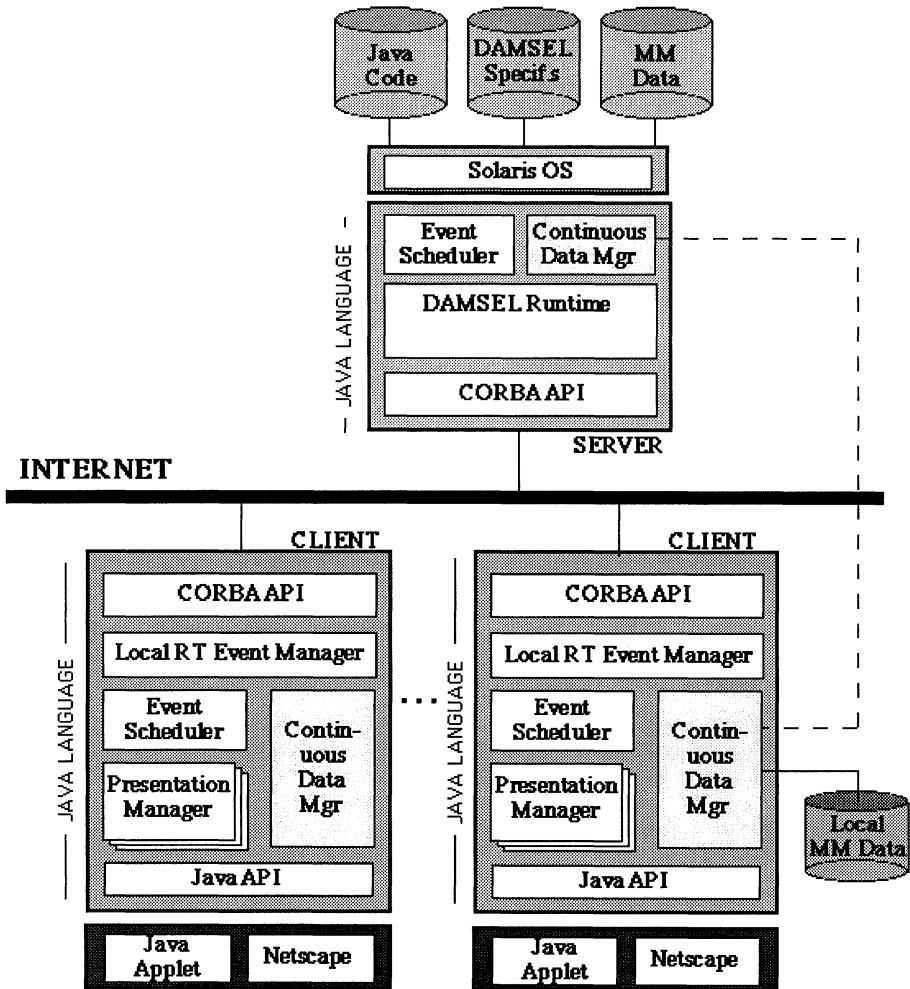 Java
Code
DAMSEL
Specifs
MM
Data
Solaris OS
JAVA LANGUAGE
Event
Scheduler
Continuous
Data Mgr
DAMSEL Runtime
CORBA API
SERVER
INTERNET
CLIENT
JAVA LANGUAGE
CORBA API
Local RT Event Manager
Event
Scheduler
Contin-
uous
Data
Mgr
Presentation
Manager
Java API
Java
Applet
Netscape
...
CLIENT
JAVA LANGUAGE
CORBA API
Local RT Event Manager
Event
Scheduler
Contin-
uous
Data
Mgr
Presentation
Manager
Java API
Java
Applet
Netscape
Local
MM Data